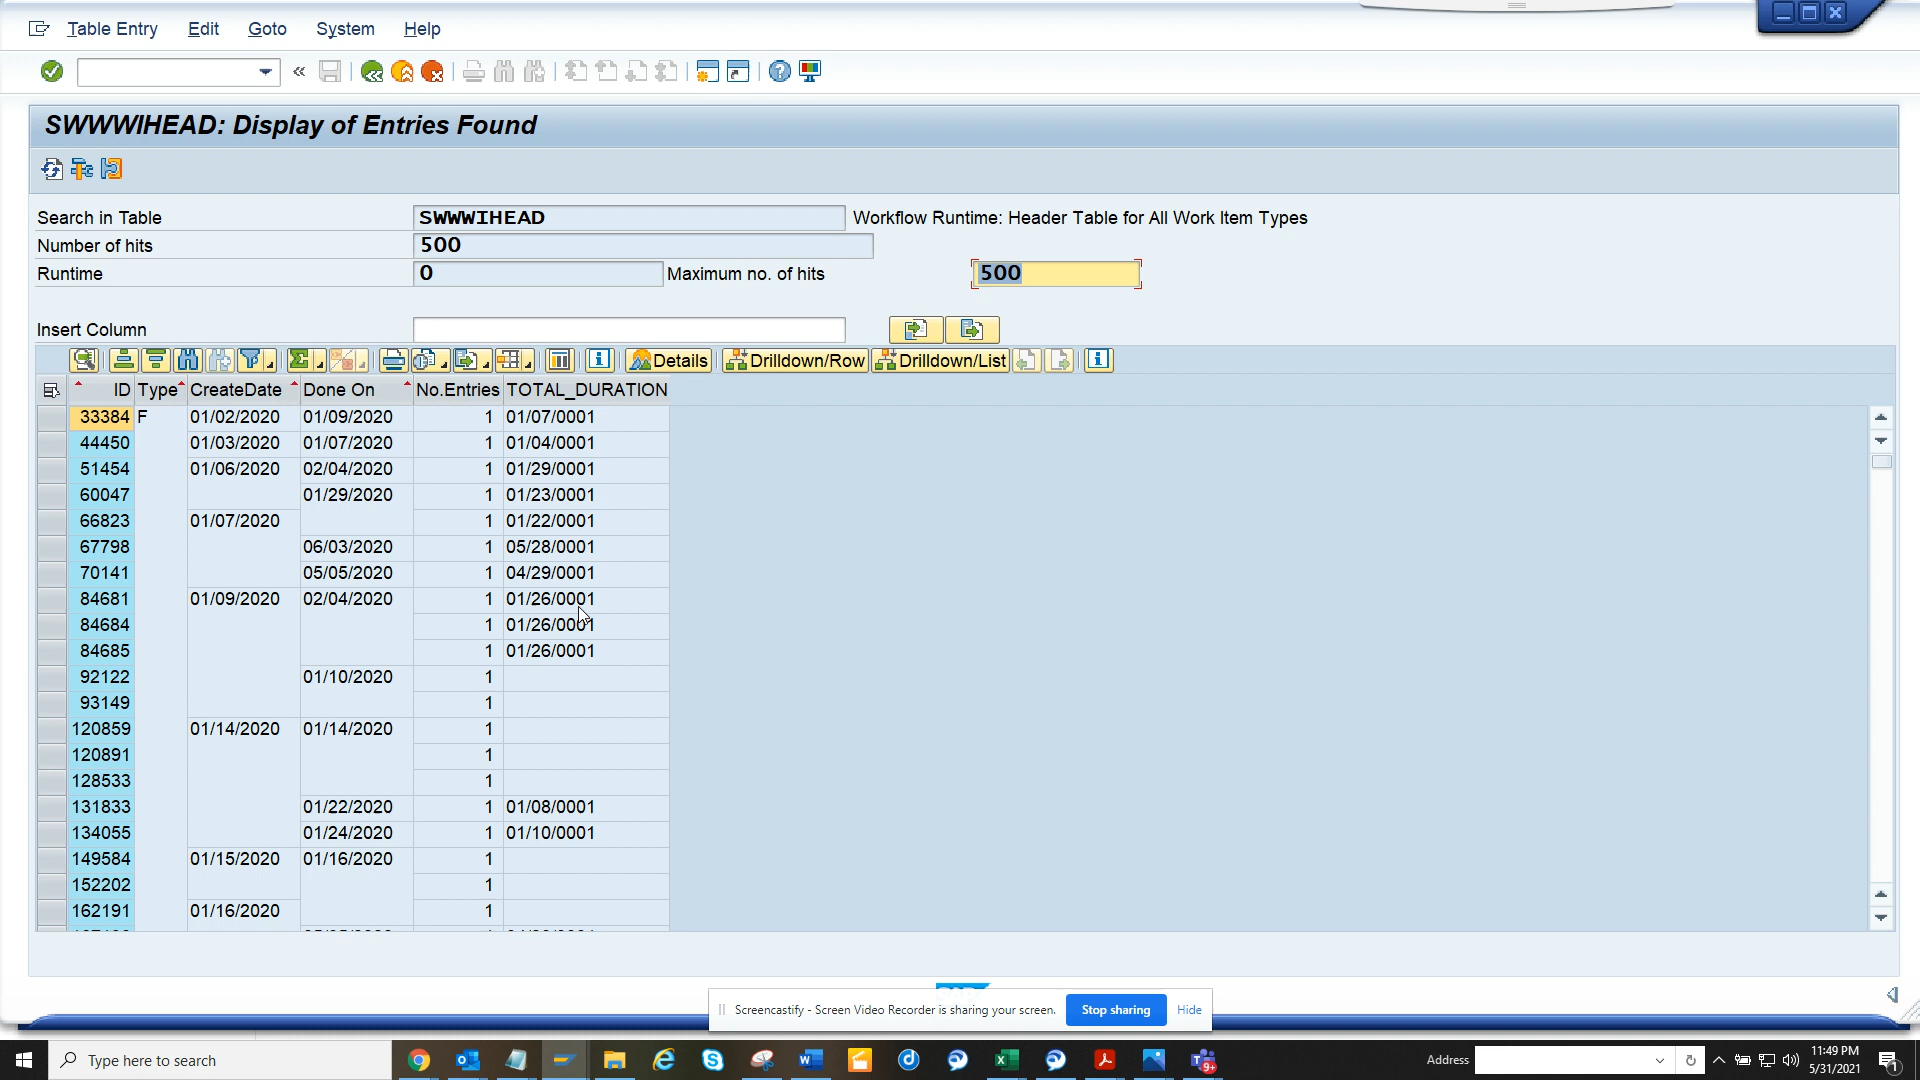 Table Entry Edit Goto System Help
SWWWIHEAD: Display of Entries Found
Search in Table SWWWIHEAD Workflow Runtime: Header Table for All Work Item Types
Number of hits 500
Runtime 0 Maximum no. of hits 500
Insert Column
Details Drilldown/Row Drilldown/List
ID Type CreateDate Done On No.Entries TOTAL_DURATION
33384 F 01/02/2020 01/09/2020 1 01/07/0001
44450 01/03/2020 01/07/2020 1 01/04/0001
51454 01/06/2020 02/04/2020 1 01/29/0001
60047 01/29/2020 1 01/23/0001
66823 01/07/2020 1 01/22/0001
67798 06/03/2020 1 05/28/0001
70141 05/05/2020 1 04/29/0001
84681 01/09/2020 02/04/2020 1 01/26/0001
84684 1 01/26/0001
84685 1 01/26/0001
92122 01/10/2020 1
93149 1
120859 01/14/2020 01/14/2020 1
120891 1
128533 1
131833 01/22/2020 1 01/08/0001
134055 01/24/2020 1 01/10/0001
149584 01/15/2020 01/16/2020 1
152202 1
162191 01/16/2020 1
Screencastify - Screen Video Recorder is sharing your screen. Stop sharing Hide
Type here to search
Address
11:49 PM
5/31/2021